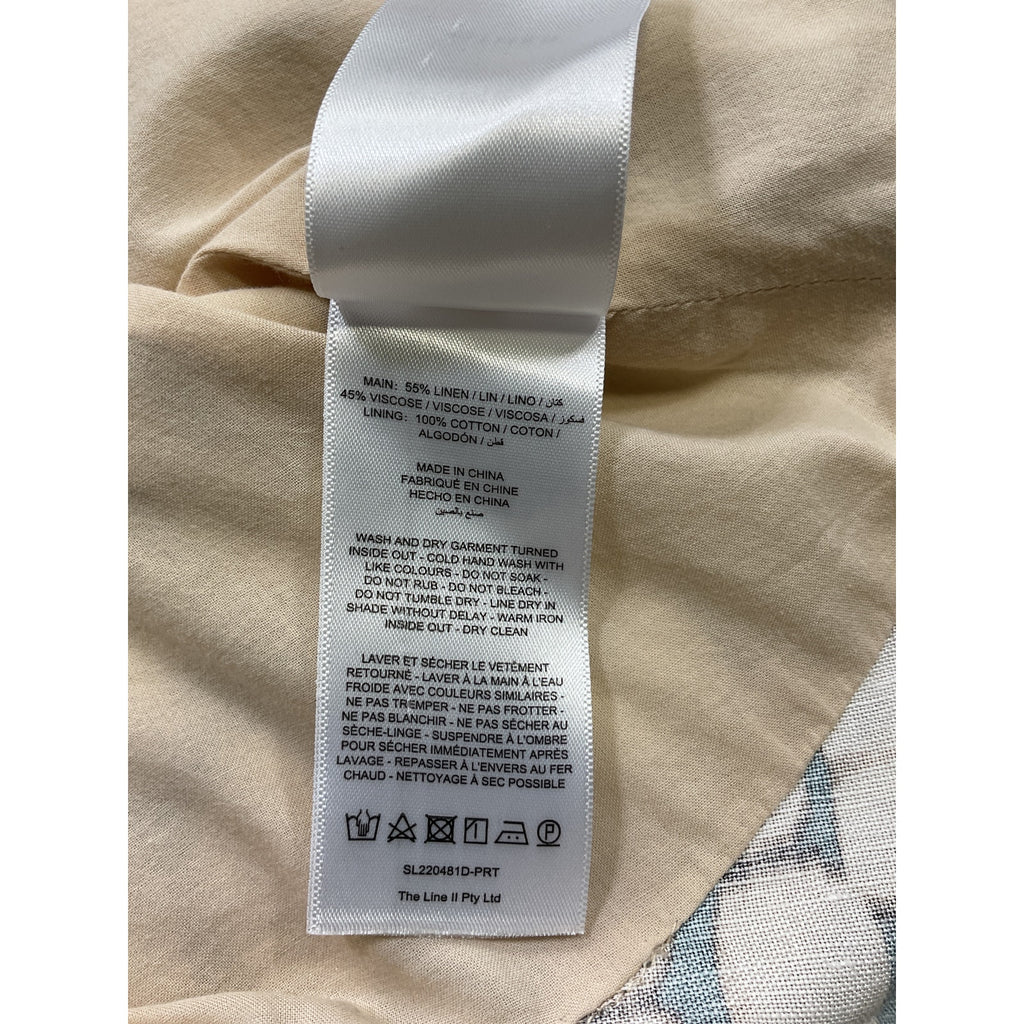 MAIN: 55% LINEN / LIN / LINO / كتان
45% VISCOSE / VISCOSE / VISCOSA / فسكوز
LINING: 100% COTTON / COTON /
ALGODÓN / قطن
MADE IN CHINA
FABRIQUÉ EN CHINE
HECHO EN CHINA
صنع بالصين
WASH AND DRY GARMENT TURNED
INSIDE OUT - COLD HAND WASH WITH
LIKE COLOURS - DO NOT SOAK -
DO NOT RUB - DO NOT BLEACH -
DO NOT TUMBLE DRY - LINE DRY IN
SHADE WITHOUT DELAY - WARM IRON
INSIDE OUT - DRY CLEAN
LAVER ET SÉCHER LE VETÉMENT
RETOURNÉ - LAVER À LA MAIN À L'EAU
FROIDE AVEC COULEURS SIMILAIRES -
NE PAS TREMPER - NE PAS FROTTER -
NE PAS BLANCHIR - NE PAS SÉCHER AU
SÈCHE-LINGE - SUSPENDRE À L'OMBRE
POUR SÉCHER IMMÉDIATEMENT APRÈS
LAVAGE - REPASSER À L'ENVERS AU FER
CHAUD - NETTOYAGE À SEC POSSIBLE
P
SL220481D-PRT
The Line II Pty Ltd